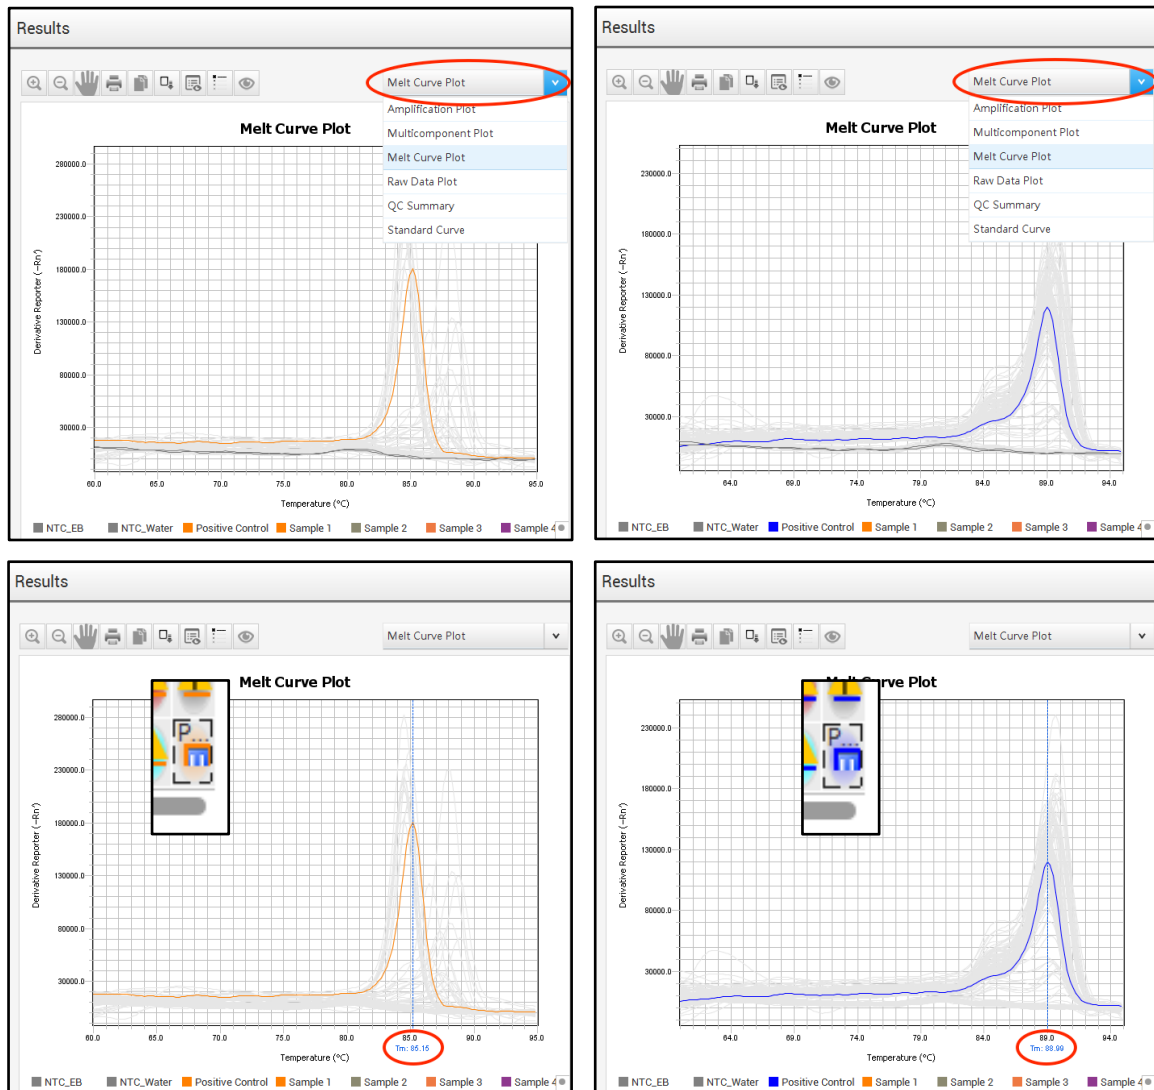 Results
Melt Curve Plot
Amplification Plot
Multicomponent Plot
Melt Curve Plot
Raw Data Plot
QC Summary
Standard Curve
Melt Curve Plot
280000.0
230000.0
180000.0
130000.0
80000.0
30000.0
Derivative Reporter (-Rn')
60.0 65.0 70.0 75.0 80.0 85.0 90.0 95.0
Temperature (°C)
NTC_EB NTC_Water Positive Control Sample 1 Sample 2 Sample 3 Sample 4
Results
Melt Curve Plot
Amplification Plot
Multicomponent Plot
Melt Curve Plot
Raw Data Plot
QC Summary
Standard Curve
Melt Curve Plot
230000.0
180000.0
130000.0
80000.0
30000.0
Derivative Reporter (-Rn')
64.0 69.0 74.0 79.0 84.0 89.0 94.0
Temperature (°C)
NTC_EB NTC_Water Positive Control Sample 1 Sample 2 Sample 3 Sample 4
Results
Melt Curve Plot
Melt Curve Plot
P...
m
280000.0
230000.0
180000.0
130000.0
80000.0
30000.0
Derivative Reporter (-Rn')
60.0 65.0 70.0 75.0 80.0 85.0 90.0 95.0
Tm: 85.15
Temperature (°C)
NTC_EB NTC_Water Positive Control Sample 1 Sample 2 Sample 3 Sample 4
Results
Melt Curve Plot
Melt Curve Plot
P...
m
230000.0
180000.0
130000.0
80000.0
30000.0
Derivative Reporter (-Rn')
64.0 69.0 74.0 79.0 84.0 89.0 94.0
Tm: 88.99
Temperature (°C)
NTC_EB NTC_Water Positive Control Sample 1 Sample 2 Sample 3 Sample 4